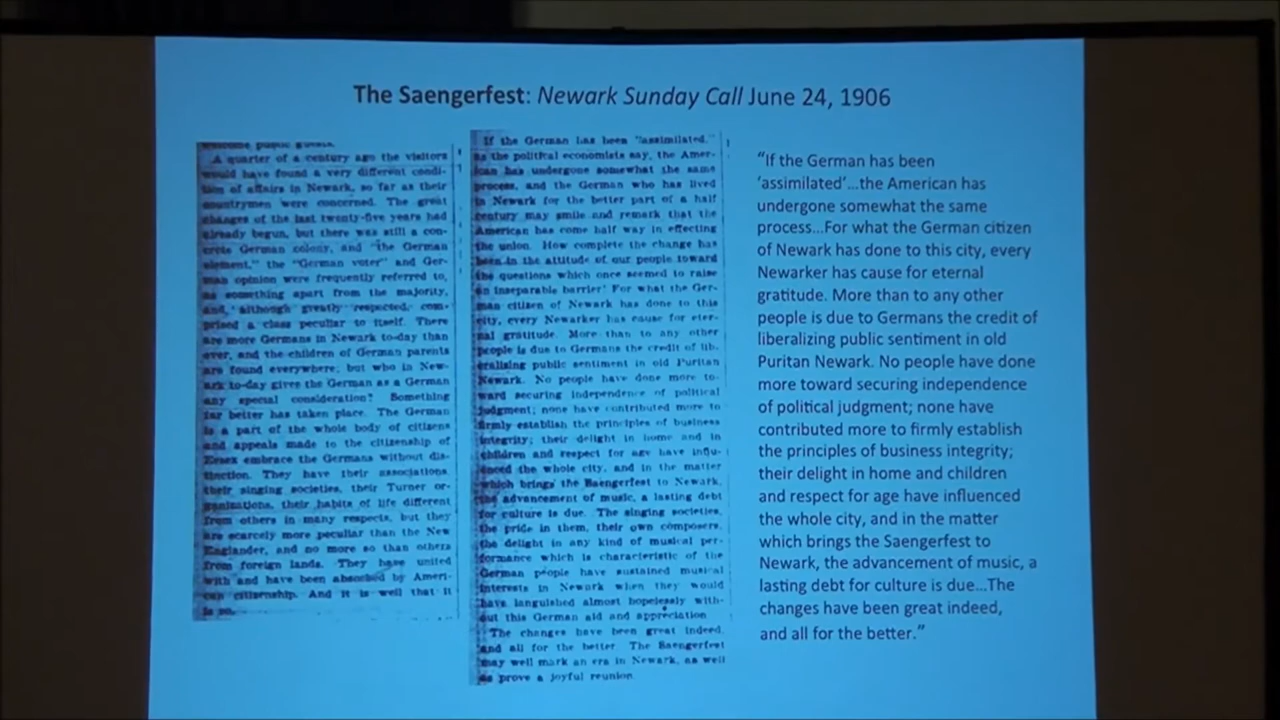 The Saengerfest: Newark Sunday Call June 24, 1906
welcome public guests.
A quarter of a century ago the visitors
would have found a very different condi-
tion of affairs in Newark, so far as their
countrymen were concerned. The great
changes of the last twenty-five years had
already begun, but there was still a con-
crete German colony, and "the German
element," the "German voter" and Ger-
man opinion were frequently referred to,
as something apart from the majority,
and, although greatly respected, com-
prised a class peculiar to itself. There
are more Germans in Newark to-day than
ever, and the children of German parents
are found everywhere; but who in New-
ark to-day gives the German as a German
any special consideration? Something
far better has taken place. The German
is a part of the whole body of citizens
and appeals made to the citizenship of
Essex embrace the Germans without dis-
tinction. They have their associations,
their singing societies, their Turner or-
ganizations, their habits of life different
from others in many respects, but they
are scarcely more peculiar than the New
Englander, and no more so than others
from foreign lands. They have united
with and have been absorbed by Ameri-
can citizenship. And it is well that it
is so.
If the German has been "assimilated,"
as the political economists say, the Amer-
ican has undergone somewhat the same
process, and the German who has lived
in Newark for the better part of a half
century may smile and remark that the
American has come half way in effecting
the union. How complete the change has
been in the attitude of our people toward
the questions which once seemed to raise
an inseparable barrier! For what the Ger-
man citizen of Newark has done to this
city, every Newarker has cause for eter-
nal gratitude. More than to any other
people is due to Germans the credit of lib-
eralizing public sentiment in old Puritan
Newark. No people have done more to-
ward securing independence of political
judgment; none have contributed more to
firmly establish the principles of business
integrity; their delight in home and in
children and respect for age have influ-
enced the whole city, and in the matter
which brings the Saengerfest to Newark,
the advancement of music, a lasting debt
for culture is due. The singing societies,
the pride in them, their own composers,
the delight in any kind of musical per-
formance which is characteristic of the
German people have sustained musical
interests in Newark when they would
have languished almost hopelessly with-
out this German aid and appreciation.
The changes have been great indeed,
and all for the better. The Saengerfest
may well mark an era in Newark, as well
as prove a joyful reunion.
“If the German has been
‘assimilated’...the American has
undergone somewhat the same
process...For what the German citizen
of Newark has done to this city, every
Newarker has cause for eternal
gratitude. More than to any other
people is due to Germans the credit of
liberalizing public sentiment in old
Puritan Newark. No people have done
more toward securing independence
of political judgment; none have
contributed more to firmly establish
the principles of business integrity;
their delight in home and children
and respect for age have influenced
the whole city, and in the matter
which brings the Saengerfest to
Newark, the advancement of music, a
lasting debt for culture is due...The
changes have been great indeed,
and all for the better.”